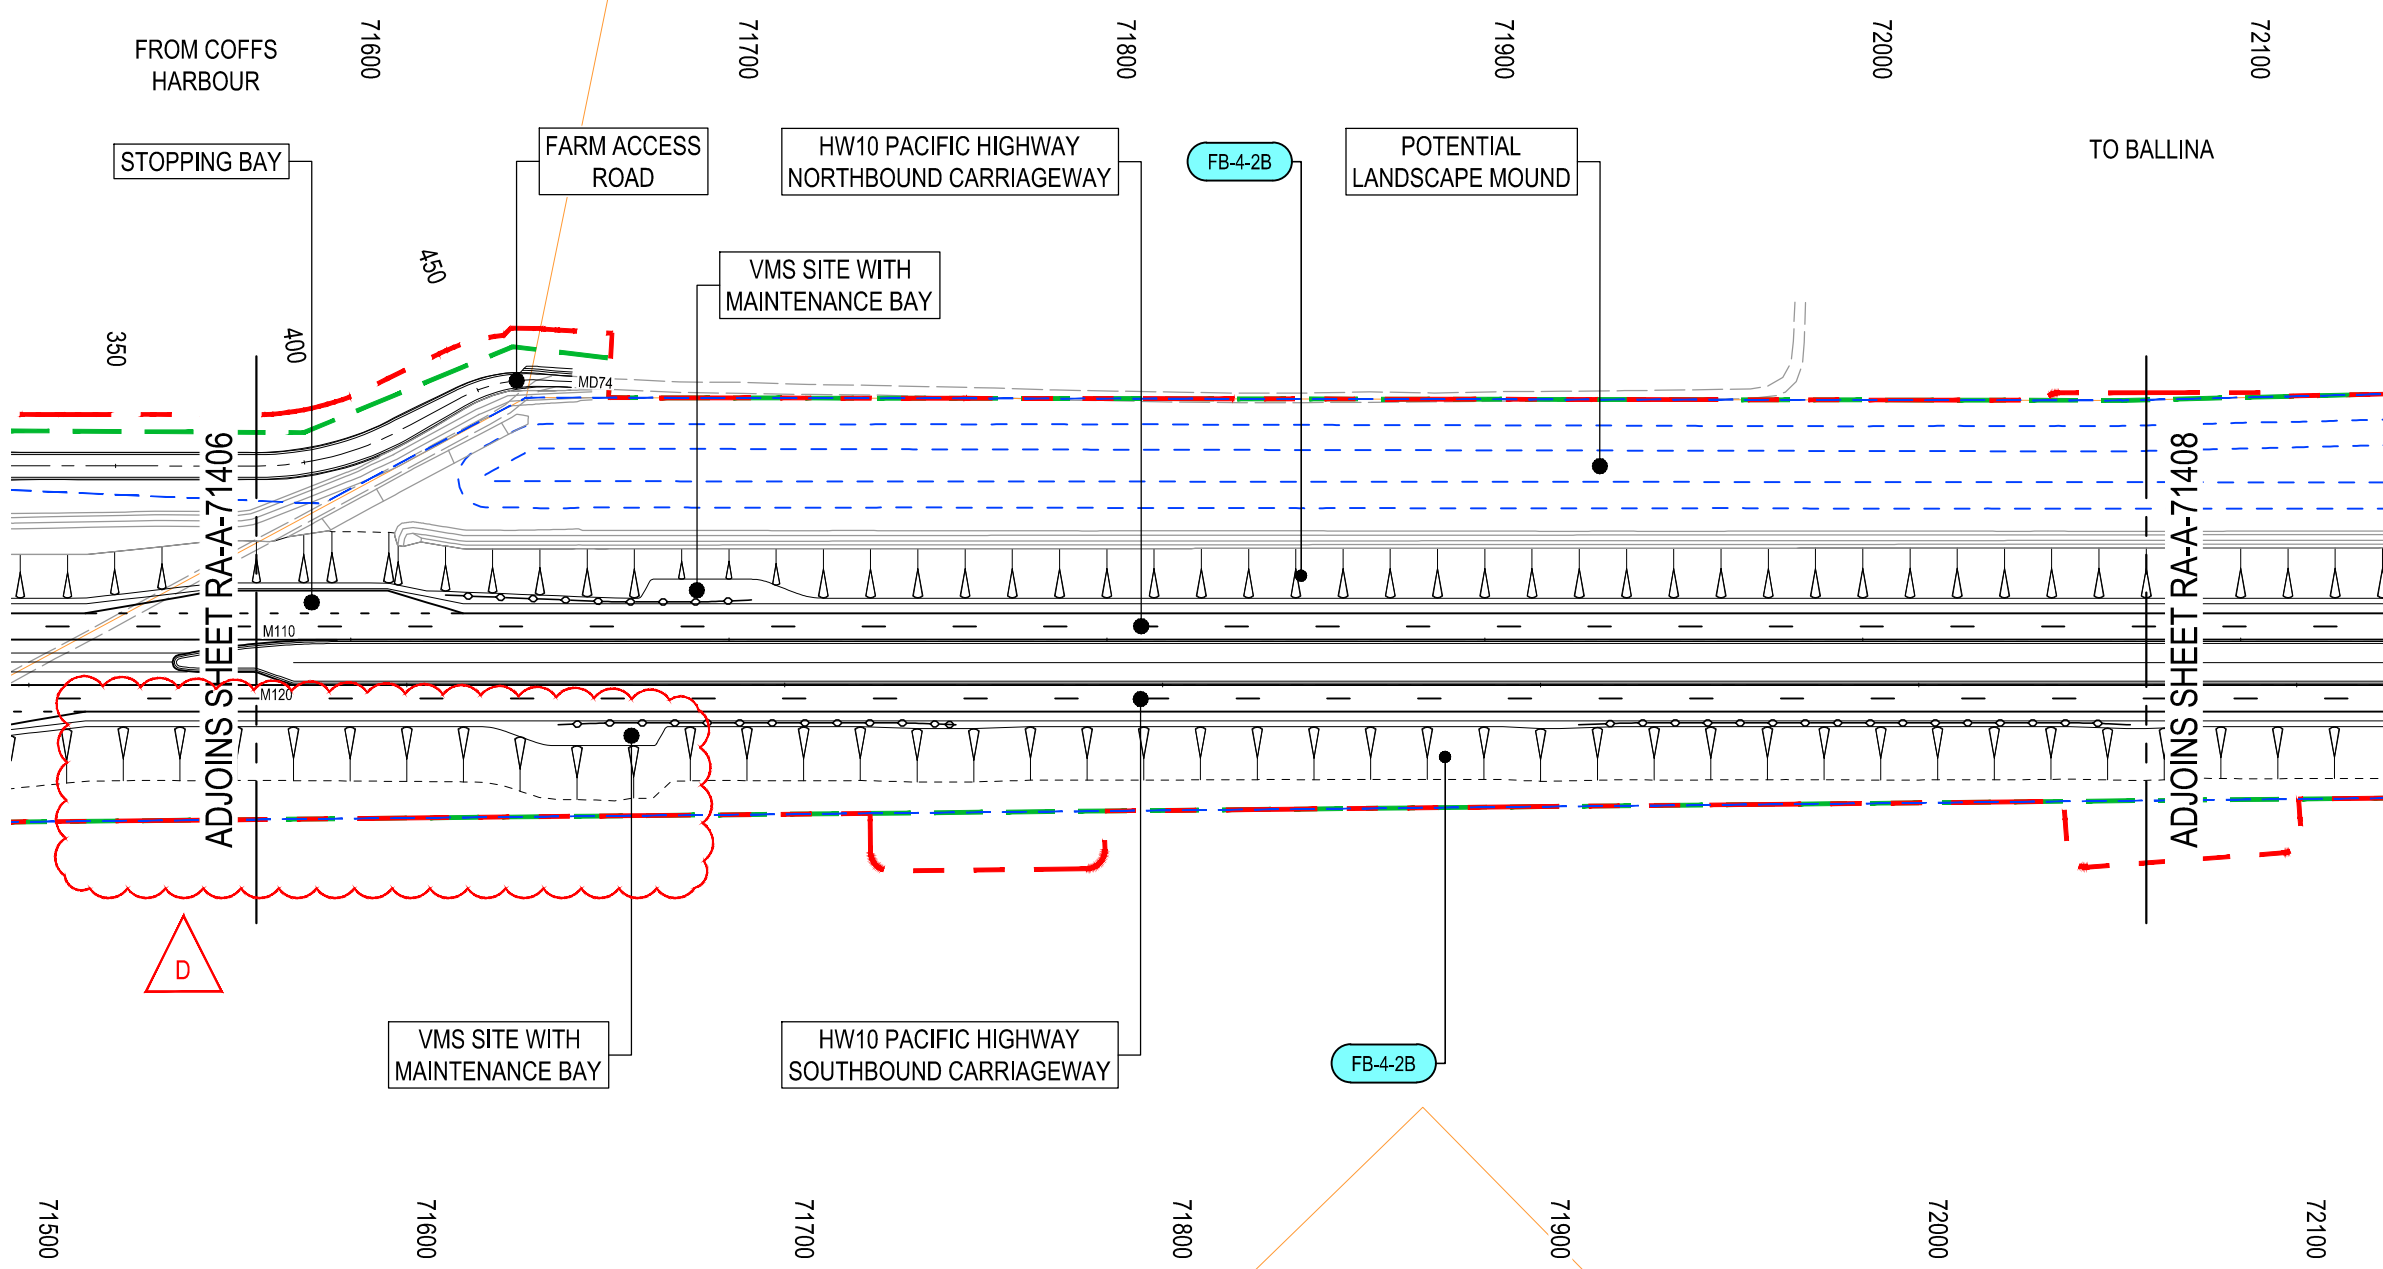 71600
71700
71800
71900
72000
72100
FROM COFFS
HARBOUR
TO BALLINA
STOPPING BAY
FARM ACCESS
ROAD
HW10 PACIFIC HIGHWAY
NORTHBOUND CARRIAGEWAY
FB-4-2B
POTENTIAL
LANDSCAPE MOUND
VMS SITE WITH
MAINTENANCE BAY
350
400
450
MD74
ADJOINS SHEET RA-A-71406
ADJOINS SHEET RA-A-71408
M110
M120
D
VMS SITE WITH
MAINTENANCE BAY
HW10 PACIFIC HIGHWAY
SOUTHBOUND CARRIAGEWAY
FB-4-2B
71500
71600
71700
71800
71900
72000
72100